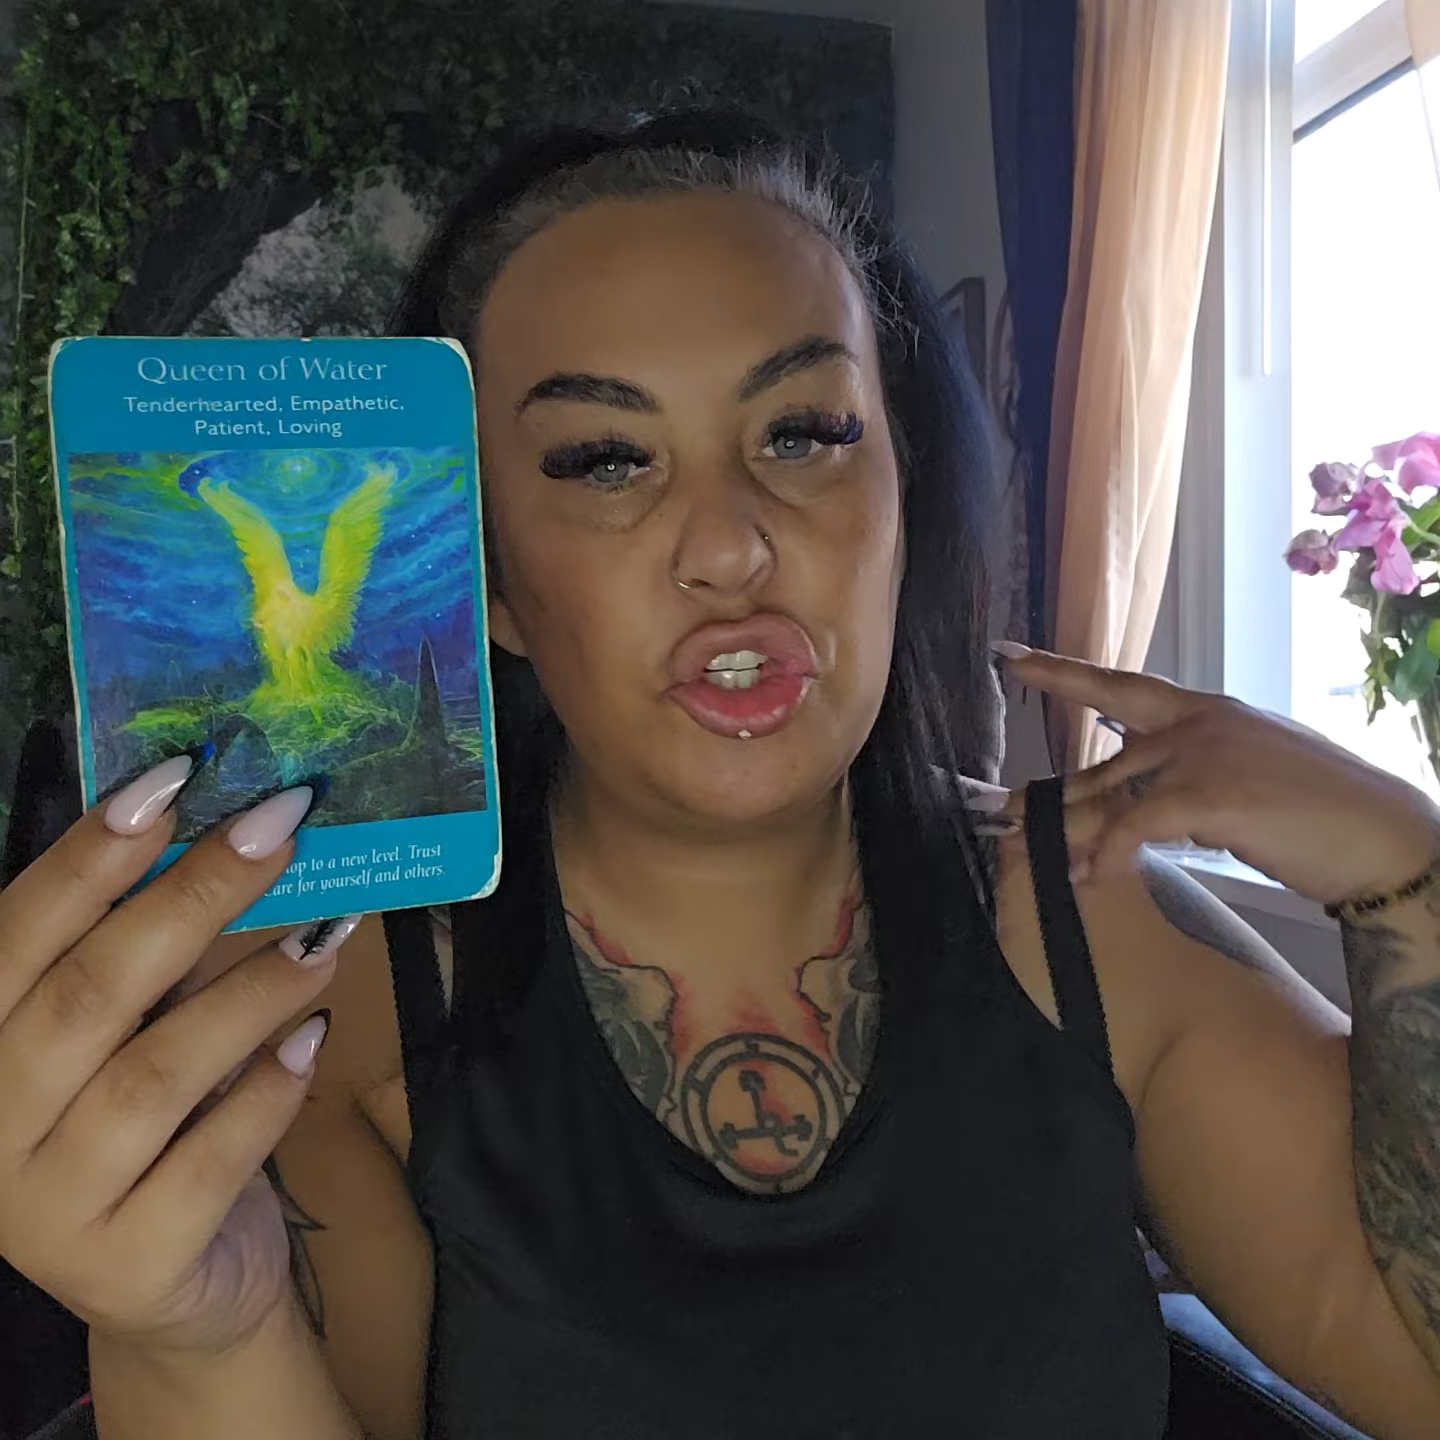 Queen of Water
Tenderhearted, Empathetic,
Patient, Loving
to a new level. Trust
care for yourself and others.